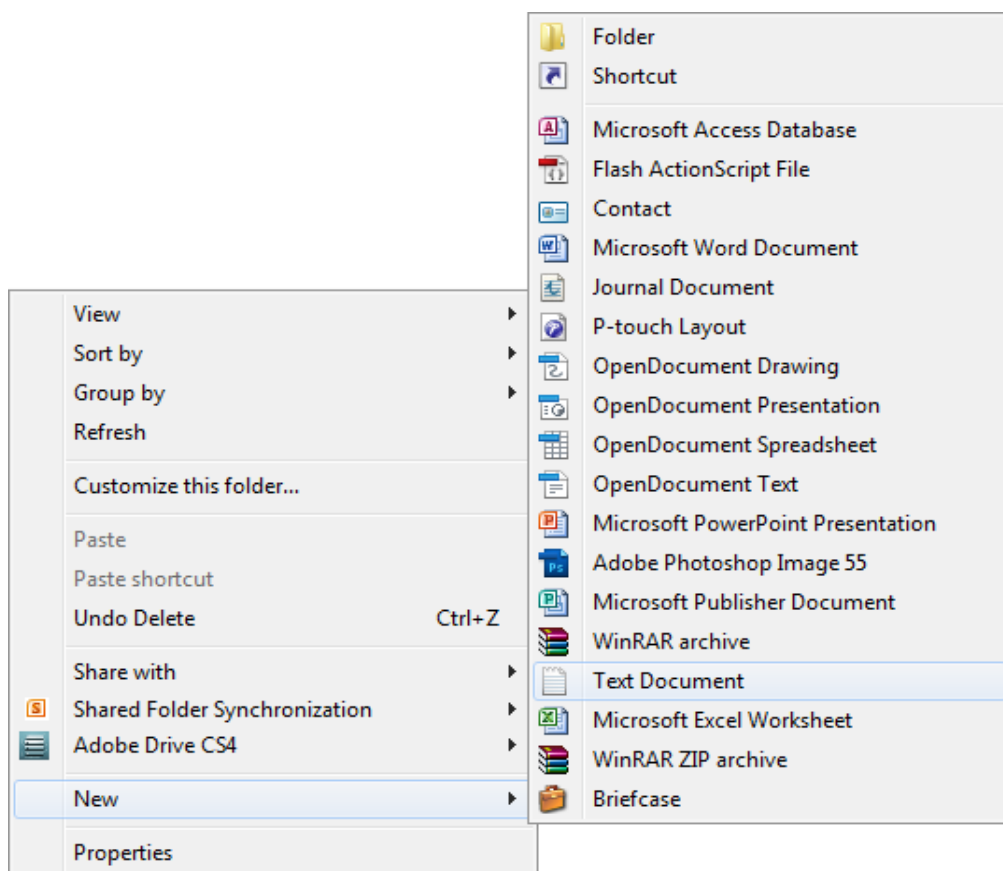 Folder
Shortcut
Microsoft Access Database
Flash ActionScript File
Contact
Microsoft Word Document
Journal Document
P-touch Layout
OpenDocument Drawing
OpenDocument Presentation
OpenDocument Spreadsheet
OpenDocument Text
Microsoft PowerPoint Presentation
Adobe Photoshop Image 55
Microsoft Publisher Document
WinRAR archive
Text Document
Microsoft Excel Worksheet
WinRAR ZIP archive
Briefcase
View
Sort by
Group by
Refresh
Customize this folder...
Paste
Paste shortcut
Undo Delete Ctrl+Z
Share with
Shared Folder Synchronization
Adobe Drive CS4
New
Properties